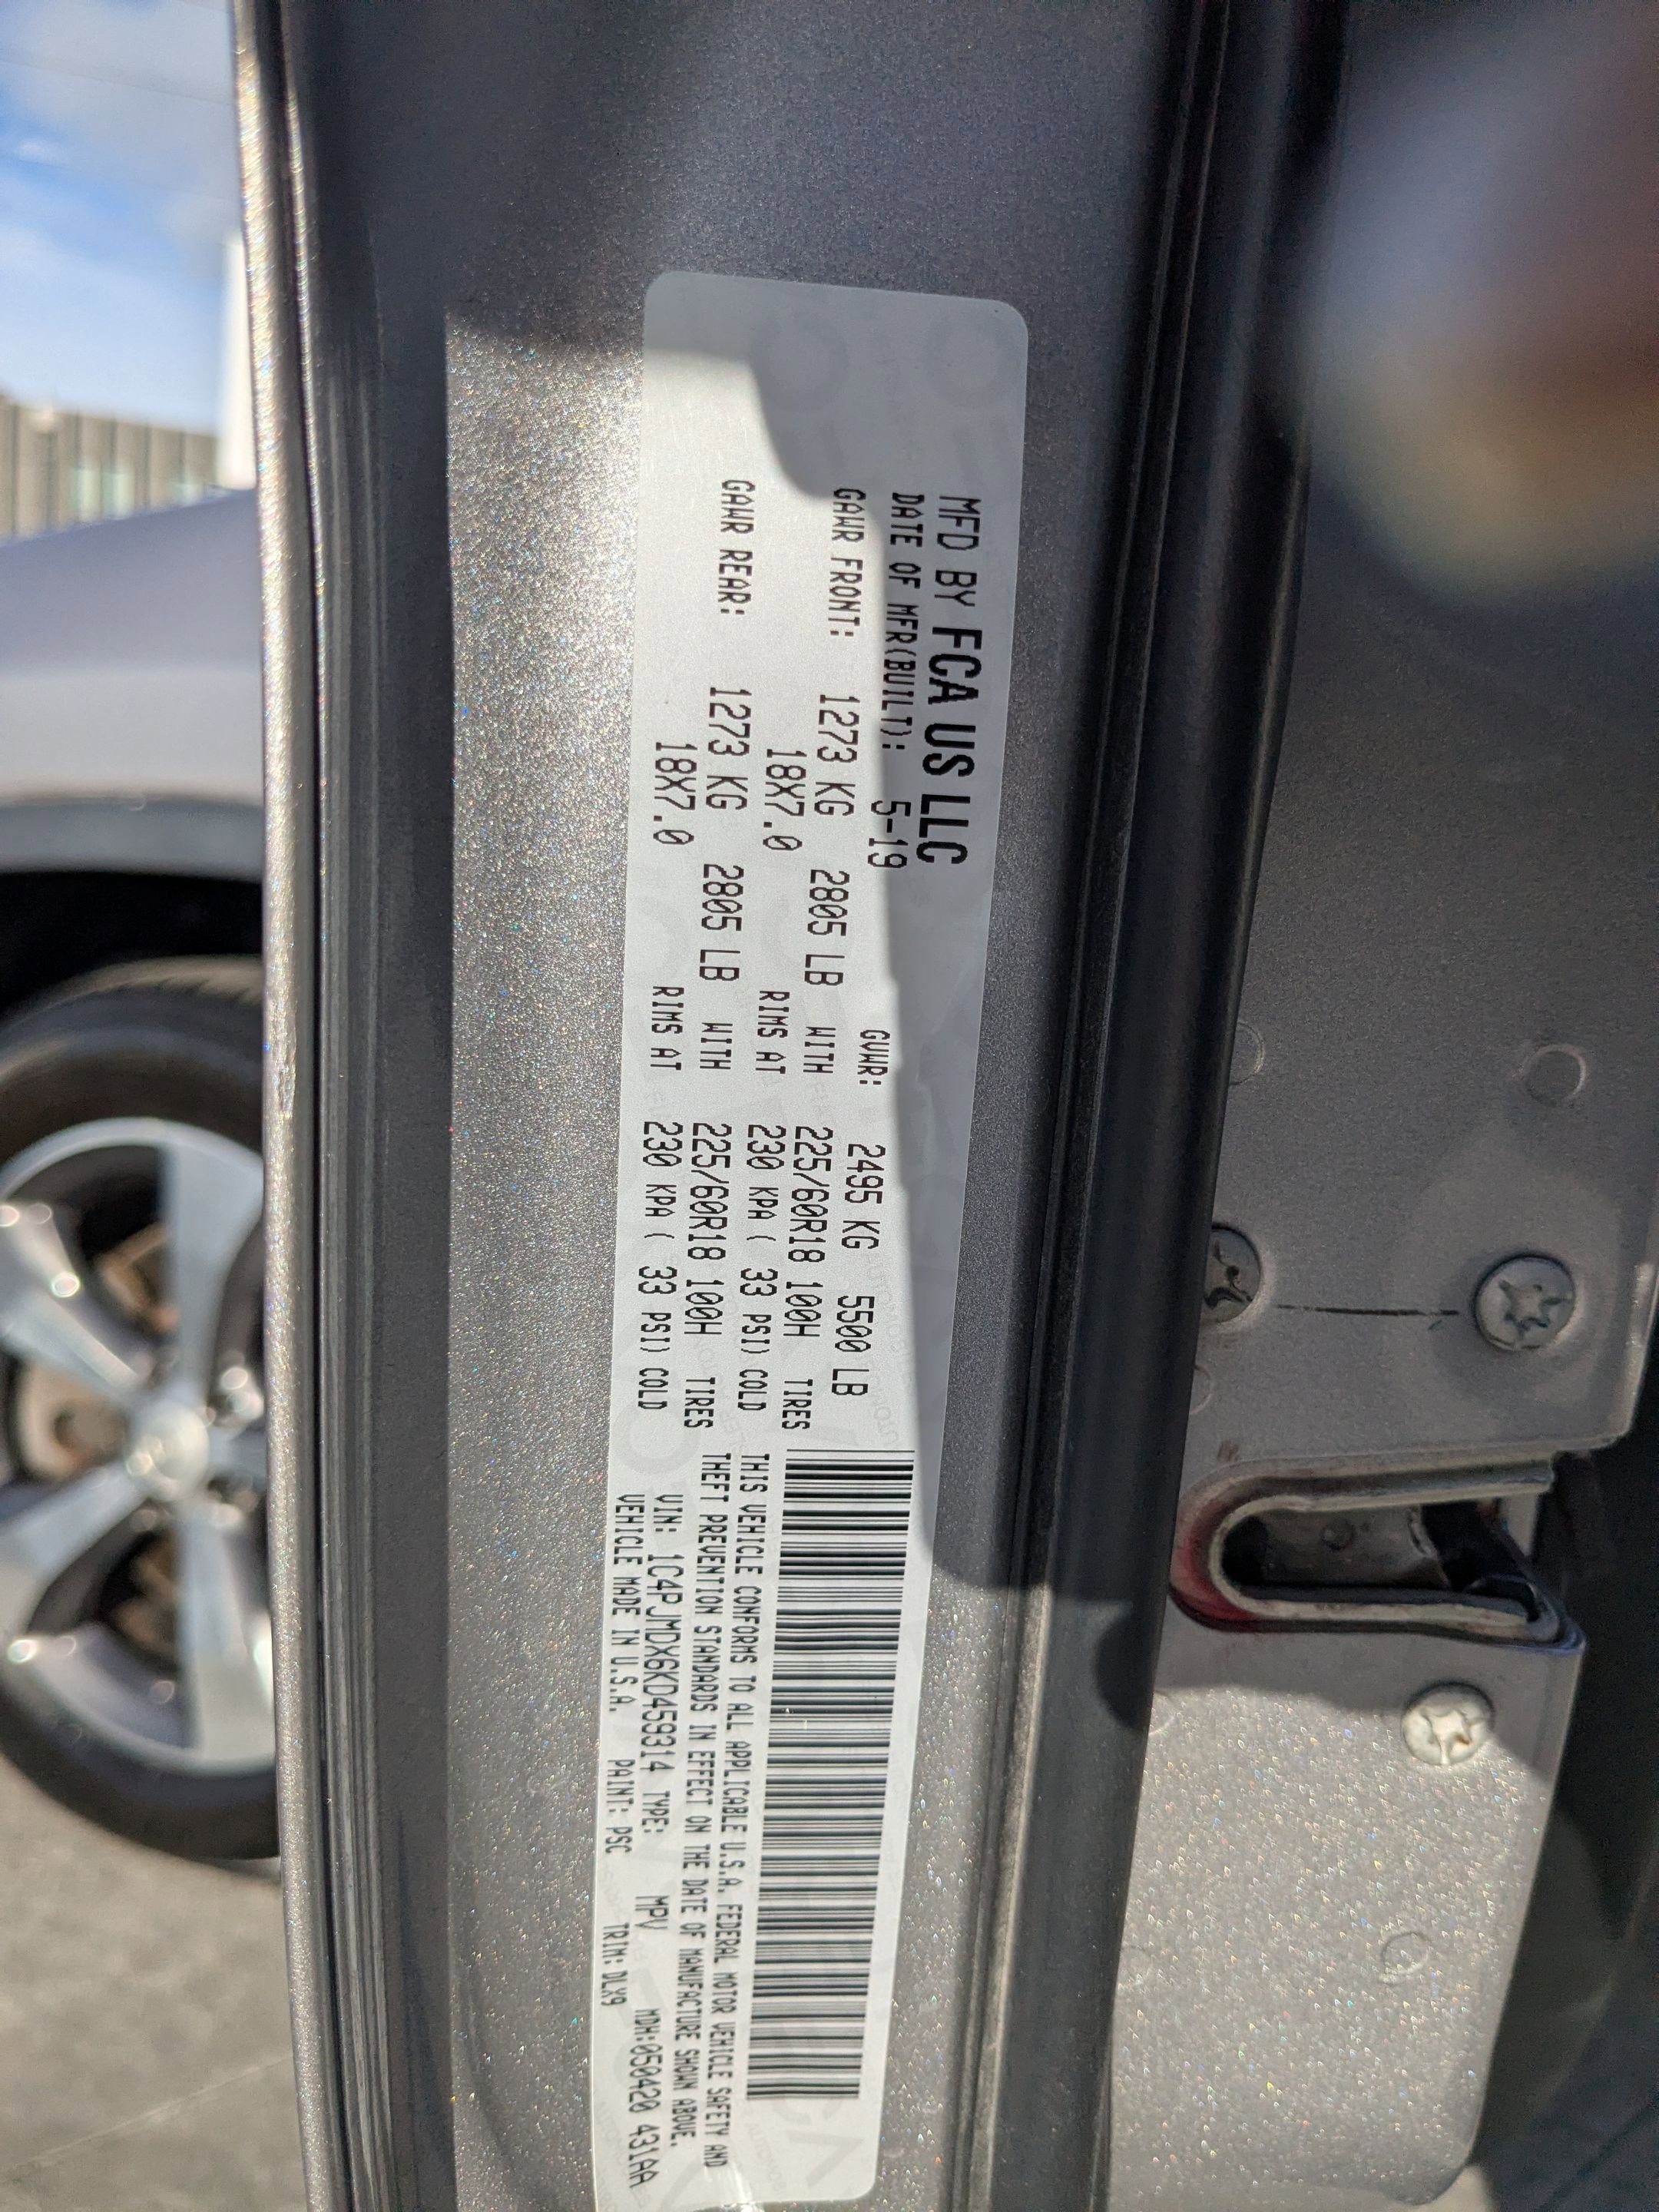 MFD BY FCA US LLC
DATE OF MFR(BUILT): 5-19 GVWR: 2495 KG 5500 LB
GAWR FRONT: 1273 KG 2805 LB WITH 225/60R18 100H TIRES
18X7.0 RIMS AT 230 KPA ( 33 PSI) COLD
GAWR REAR: 1273 KG 2805 LB WITH 225/60R18 100H TIRES
18X7.0 RIMS AT 230 KPA ( 33 PSI) COLD
THIS VEHICLE CONFORMS TO ALL APPLICABLE U.S.A. FEDERAL MOTOR VEHICLE SAFETY AND
THEFT PREVENTION STANDARDS IN EFFECT ON THE DATE OF MANUFACTURE SHOWN ABOVE.
VIN: 1C4PJMDX6KD459314 TYPE: MPV MDH:050420 431AA
VEHICLE MADE IN U.S.A. PAINT: PSC TRIM: DLX9